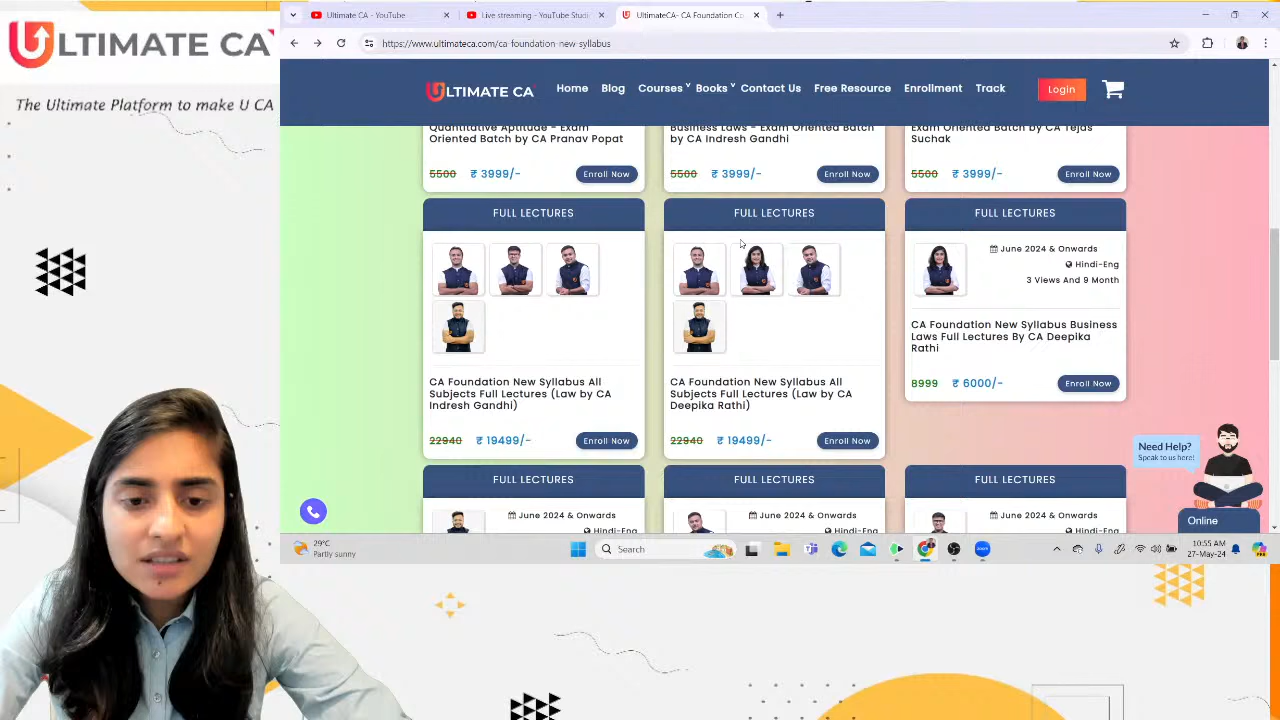 ULTIMATE CA
The Ultimate Platform to make U CA
Ultimate CA - YouTube
Live streaming - YouTube Studi
UltimateCA- CA Foundation Co
https://www.ultimateca.com/ca-foundation-new-syllabus
ULTIMATE CA
Home
Blog
Courses
Books
Contact Us
Free Resource
Enrollment
Track
Login
Quantitative Aptitude - Exam
Oriented Batch by CA Pranav Popat
5500
₹ 3999/-
Enroll Now
Business Laws - Exam Oriented Batch
by CA Indresh Gandhi
5500
₹ 3999/-
Enroll Now
Exam Oriented Batch by CA Tejas
Suchak
5500
₹ 3999/-
Enroll Now
FULL LECTURES
CA Foundation New Syllabus All
Subjects Full Lectures (Law by CA
Indresh Gandhi)
22940
₹ 19499/-
Enroll Now
FULL LECTURES
CA Foundation New Syllabus All
Subjects Full Lectures (Law by CA
Deepika Rathi)
22940
₹ 19499/-
Enroll Now
FULL LECTURES
June 2024 & Onwards
Hindi-Eng
3 Views And 9 Month
CA Foundation New Syllabus Business
Laws Full Lectures By CA Deepika
Rathi
8999
₹ 6000/-
Enroll Now
FULL LECTURES
June 2024 & Onwards
Hindi-Eng
FULL LECTURES
June 2024 & Onwards
Hindi-Eng
FULL LECTURES
June 2024 & Onwards
Hindi-Eng
Need Help?
Speak to us here!
Online
29°C
Partly sunny
Search
10:55 AM
27-May-24